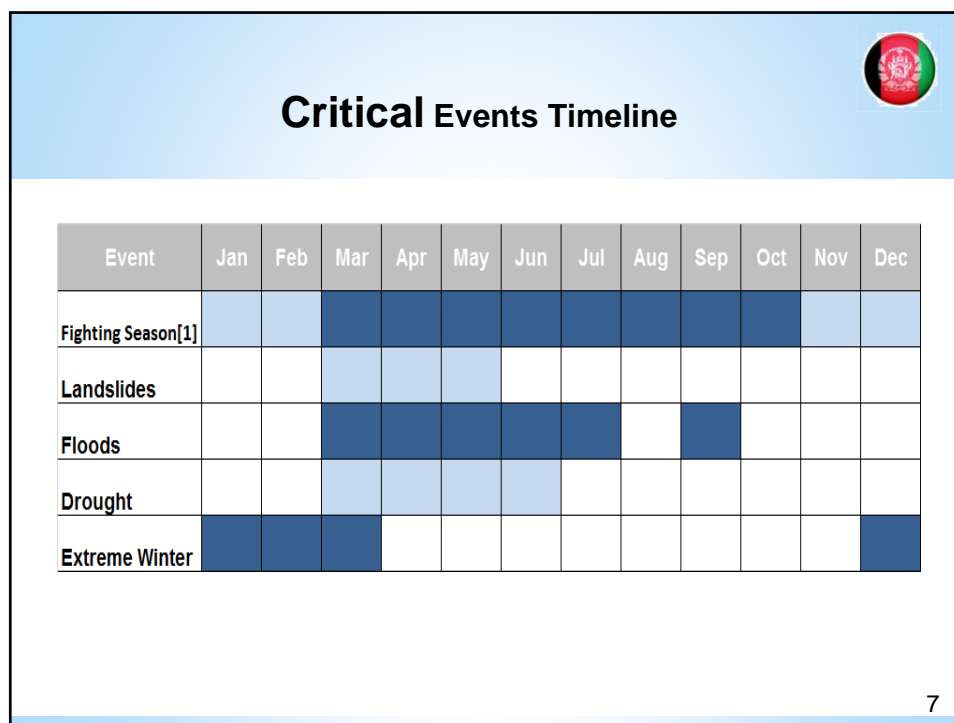 Critical Events Timeline
Event Jan Feb Mar Apr May Jun Jul Aug Sep Oct Nov Dec
Fighting Season[1]
Landslides
Floods
Drought
Extreme Winter
7